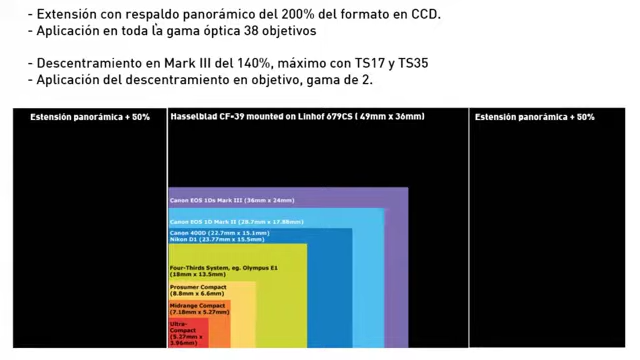 - Extensión con respaldo panorámico del 200% del formato en CCD.
- Aplicación en toda la gama óptica 38 objetivos
- Descentramiento en Mark III del 140%, máximo con TS17 y TS35
- Aplicación del descentramiento en objetivo, gama de 2.
Estensión panorámica + 50%
Hasselblad CF-39 mounted on Linhof 679CS ( 49mm x 36mm)
Estensión panorámica + 50%
Canon EOS 1Ds Mark III (36mm x 24mm)
Canon EOS 1D Mark II (28.7mm x 17.88mm)
Canon 400D (22.7mm x 15.1mm)
Nikon D1 (23.77mm x 15.5mm)
Four-Thirds System, eg. Olympus E1
(18mm x 13.5mm)
Prosumer Compact
(8.8mm x 6.6mm)
Midrange Compact
(7.18mm x 5.27mm)
Ultra-
Compact
(5.27mm x
3.96mm)